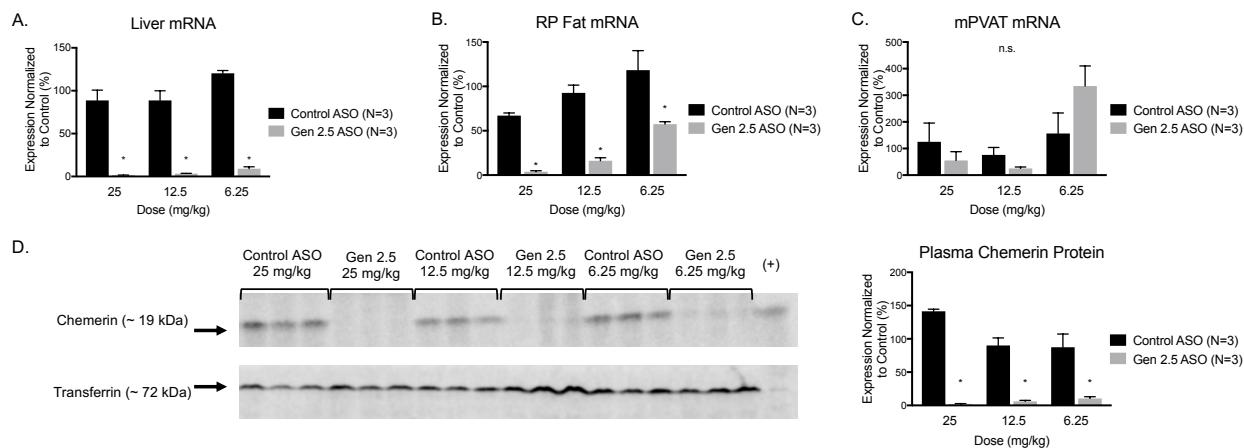 A.
Liver mRNA
Expression Normalized
to Control (%)
150
100
50
0
25
12.5
6.25
Dose (mg/kg)
*
*
*
Control ASO (N=3)
Gen 2.5 ASO (N=3)
B.
RP Fat mRNA
Expression Normalized
to Control (%)
150
100
50
0
25
12.5
6.25
Dose (mg/kg)
*
*
*
Control ASO (N=3)
Gen 2.5 ASO (N=3)
C.
mPVAT mRNA
n.s.
Expression Normalized
to Control (%)
500
400
300
200
100
0
25
12.5
6.25
Dose (mg/kg)
Control ASO (N=3)
Gen 2.5 ASO (N=3)
D.
Control ASO
25 mg/kg
Gen 2.5
25 mg/kg
Control ASO
12.5 mg/kg
Gen 2.5
12.5 mg/kg
Control ASO
6.25 mg/kg
Gen 2.5
6.25 mg/kg
(+)
Chemerin (~ 19 kDa)
Transferrin (~ 72 kDa)
Plasma Chemerin Protein
Expression Normalized
to Control (%)
200
150
100
50
0
25
12.5
6.25
Dose (mg/kg)
*
*
*
Control ASO (N=3)
Gen 2.5 ASO (N=3)